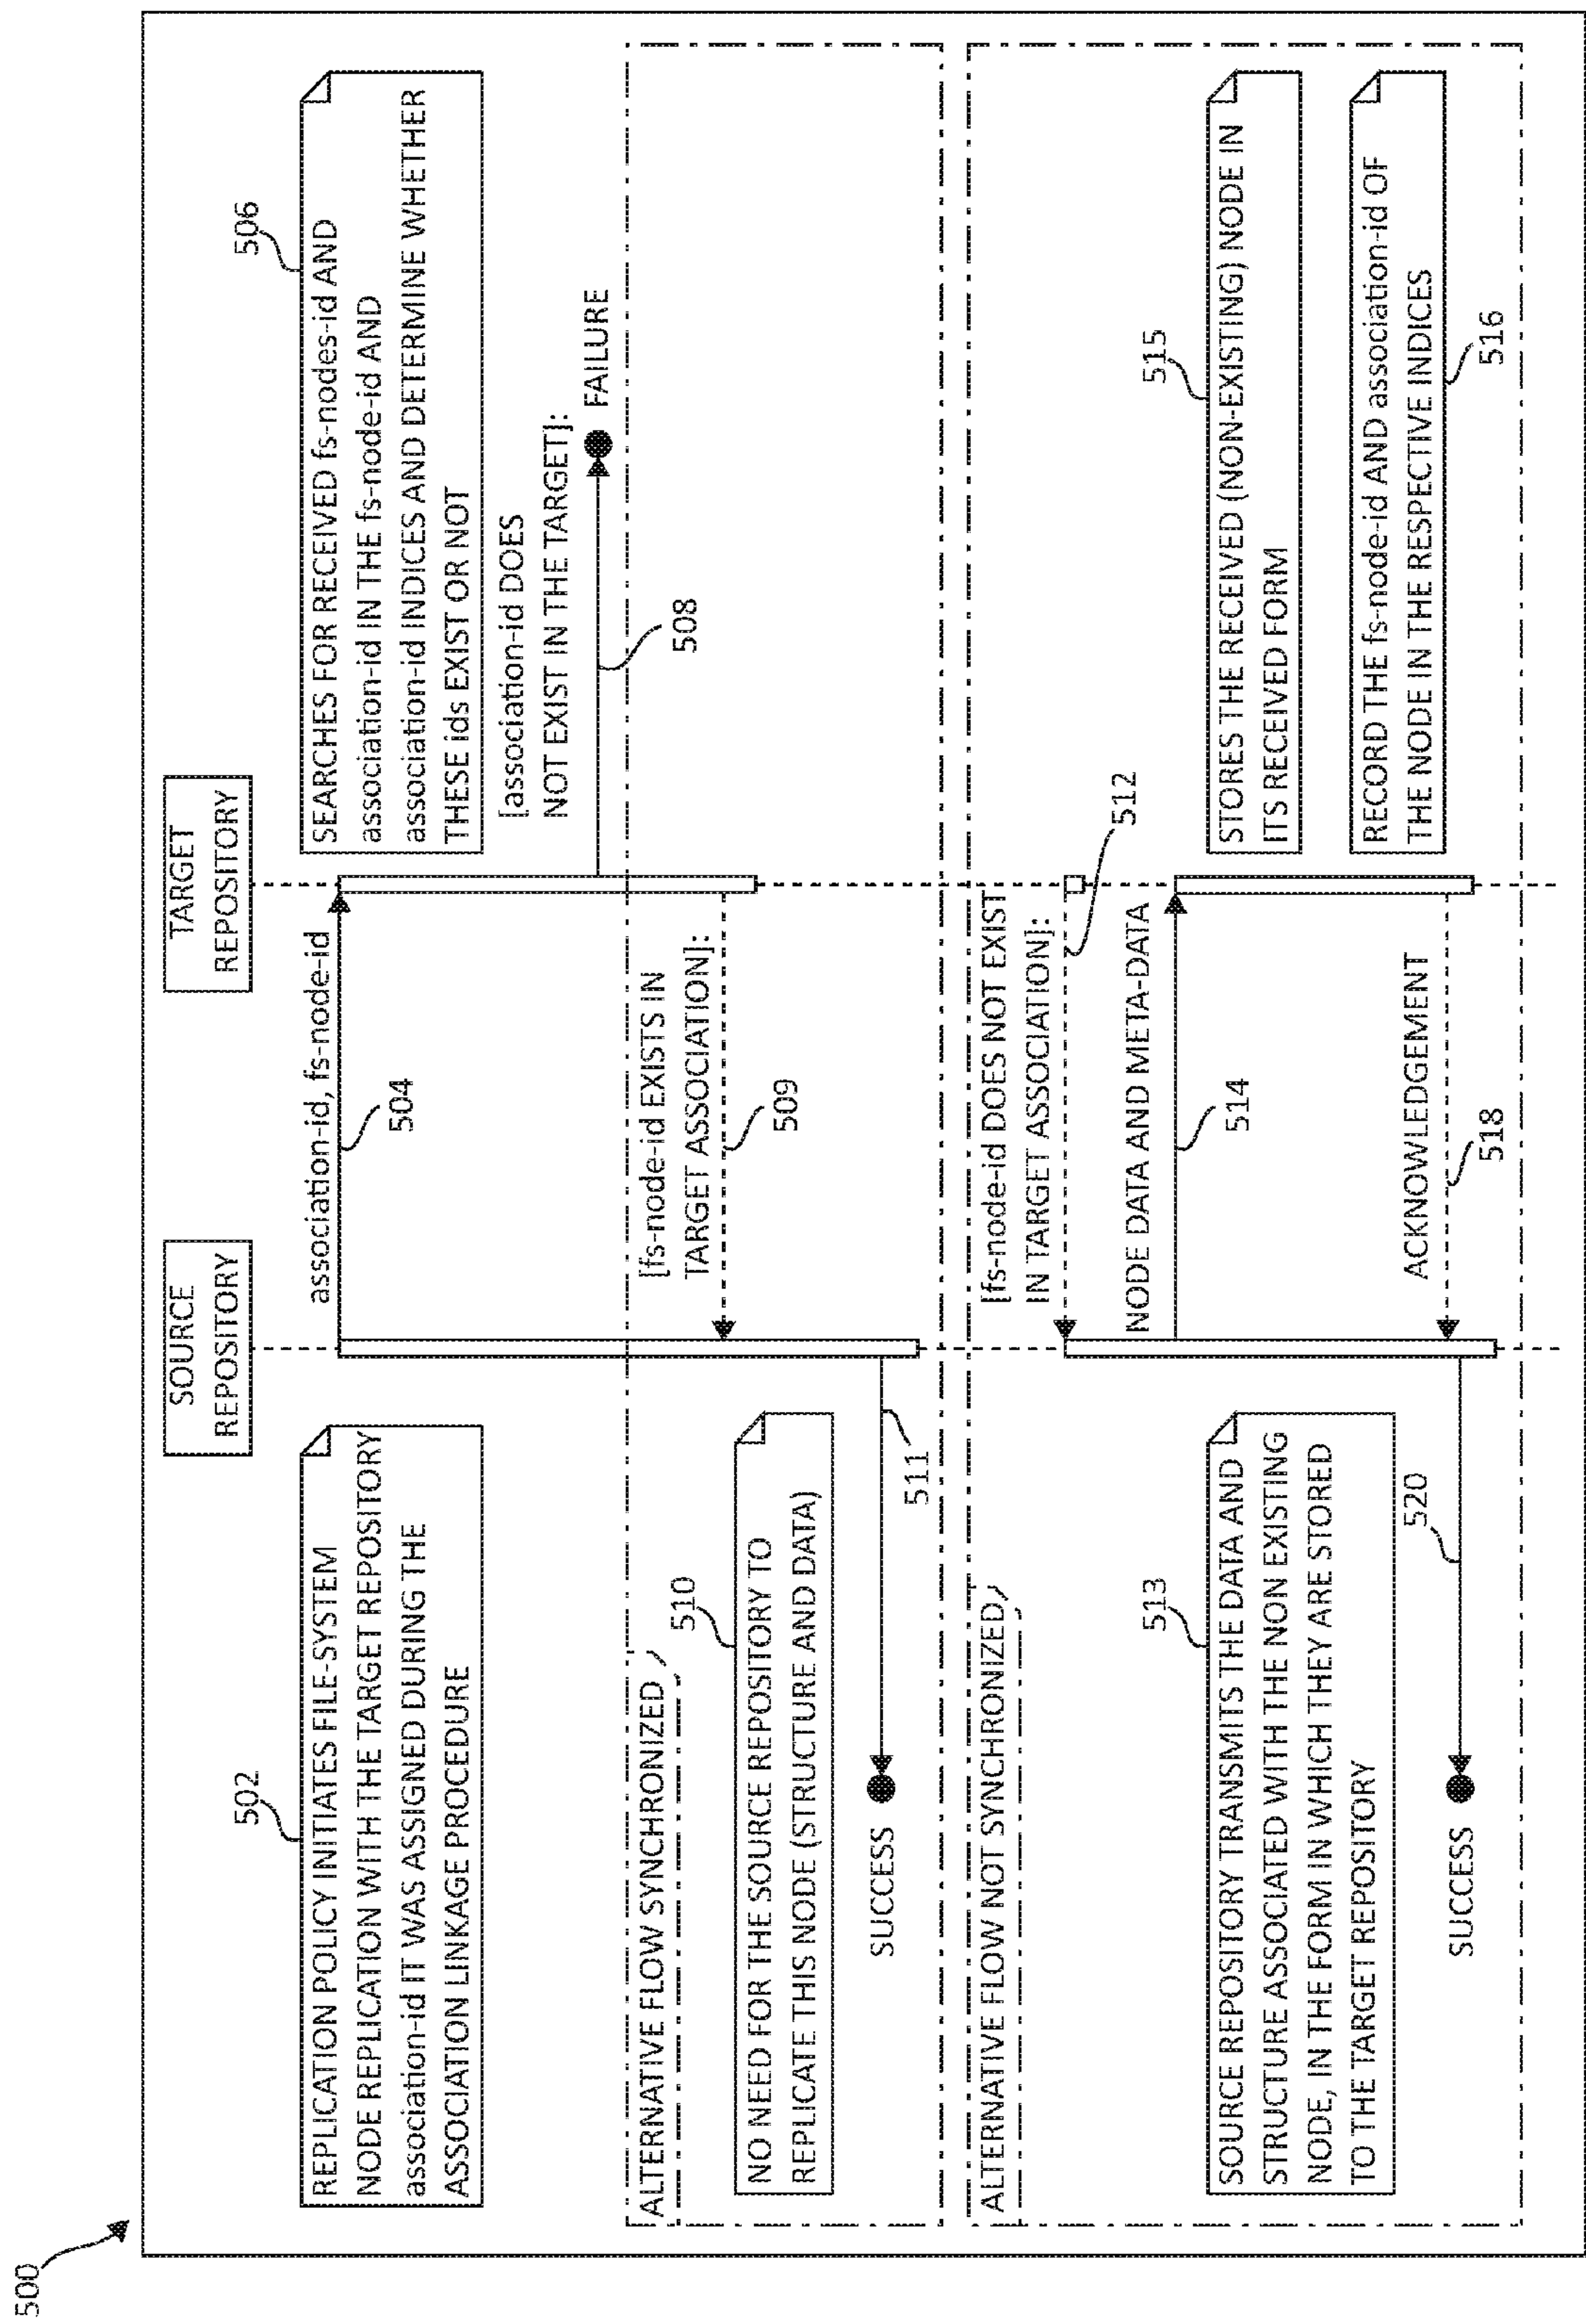 500
SOURCE
REPOSITORY
TARGET
REPOSITORY
502
REPLICATION POLICY INITIATES FILE-SYSTEM
NODE REPLICATION WITH THE TARGET REPOSITORY
association-id IT WAS ASSIGNED DURING THE
ASSOCIATION LINKAGE PROCEDURE
association-id, fs-node-id
504
506
SEARCHES FOR RECEIVED fs-nodes-id AND
association-id IN THE fs-node-id AND
association-id INDICES AND DETERMINE WHETHER
THESE ids EXIST OR NOT
[association-id DOES
NOT EXIST IN THE TARGET]:
FAILURE
508
ALTERNATIVE FLOW SYNCHRONIZED
[fs-node-id EXISTS IN
TARGET ASSOCIATION]:
509
510
NO NEED FOR THE SOURCE REPOSITORY TO
REPLICATE THIS NODE (STRUCTURE AND DATA)
SUCCESS
511
ALTERNATIVE FLOW NOT SYNCHRONIZED
[fs-node-id DOES NOT EXIST
IN TARGET ASSOCIATION]:
512
NODE DATA AND META-DATA
514
513
SOURCE REPOSITORY TRANSMITS THE DATA AND
STRUCTURE ASSOCIATED WITH THE NON EXISTING
NODE, IN THE FORM IN WHICH THEY ARE STORED
TO THE TARGET REPOSITORY
515
STORES THE RECEIVED (NON-EXISTING) NODE IN
ITS RECEIVED FORM
RECORD THE fs-node-id AND association-id OF
THE NODE IN THE RESPECTIVE INDICES
516
ACKNOWLEDGEMENT
518
520
SUCCESS